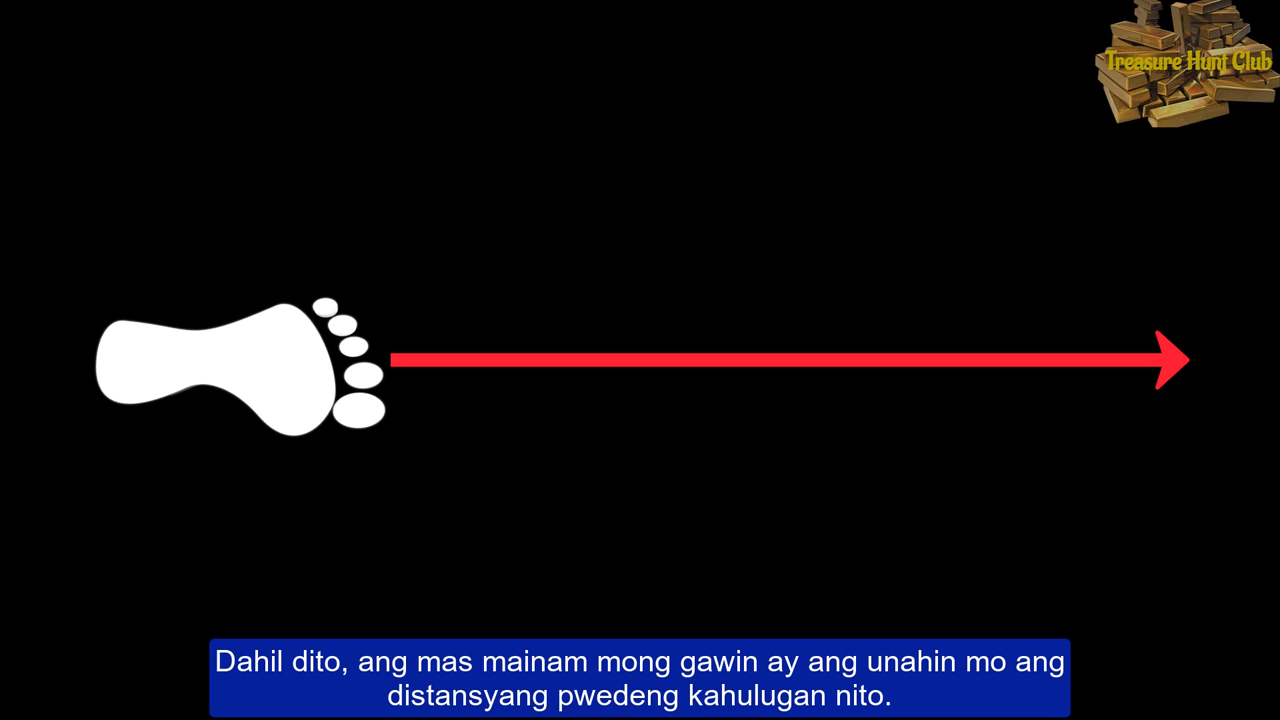 Treasure Hunt Club
Dahil dito, ang mas mainam mong gawin ay ang unahin mo ang
distansyang pwedeng kahulugan nito.